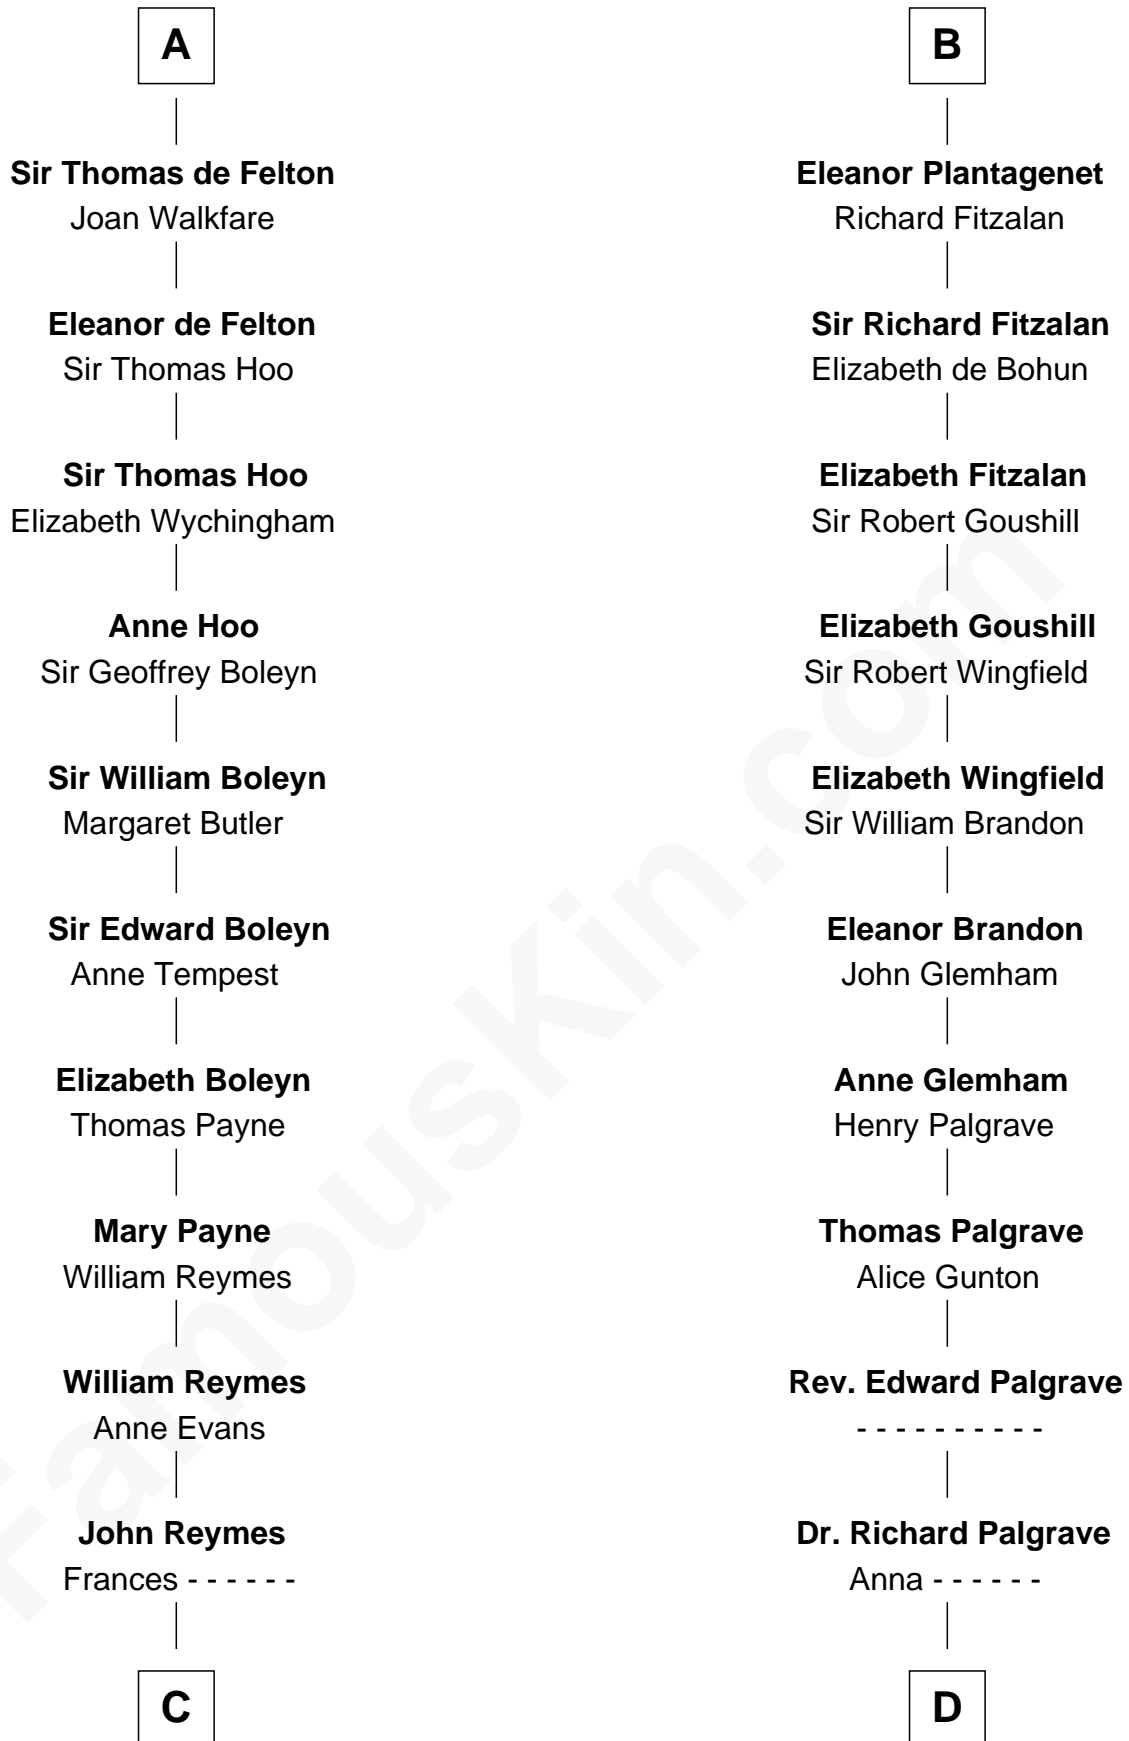 A
Sir Thomas de Felton
Joan Walkfare
Eleanor de Felton
Sir Thomas Hoo
Sir Thomas Hoo
Elizabeth Wychingham
Anne Hoo
Sir Geoffrey Boleyn
Sir William Boleyn
Margaret Butler
Sir Edward Boleyn
Anne Tempest
Elizabeth Boleyn
Thomas Payne
Mary Payne
William Reymes
William Reymes
Anne Evans
John Reymes
Frances - - - - - -
C
B
Eleanor Plantagenet
Richard Fitzalan
Sir Richard Fitzalan
Elizabeth de Bohun
Elizabeth Fitzalan
Sir Robert Goushill
Elizabeth Goushill
Sir Robert Wingfield
Elizabeth Wingfield
Sir William Brandon
Eleanor Brandon
John Glemham
Anne Glemham
Henry Palgrave
Thomas Palgrave
Alice Gunton
Rev. Edward Palgrave
- - - - - - - - - -
Dr. Richard Palgrave
Anna - - - - - -
D
FamousKin.com